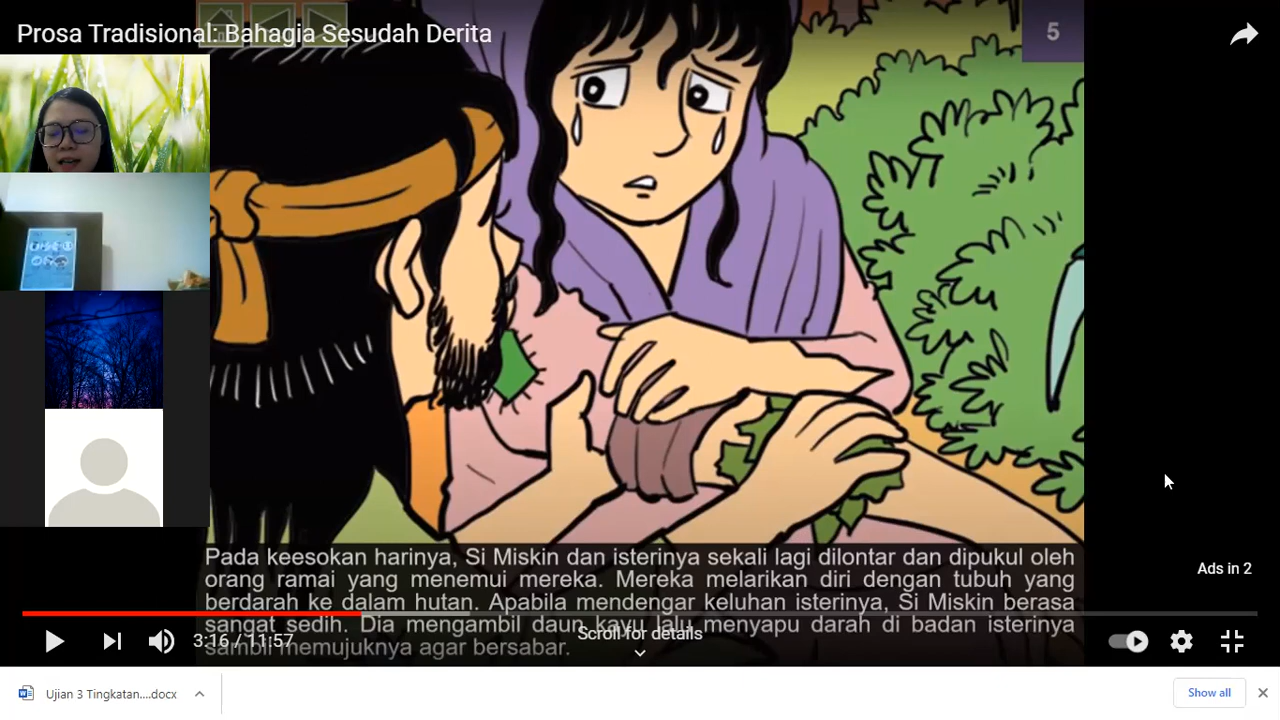 Prosa Tradisional: Bahagia Sesudah Derita
5
Pada keesokan harinya, Si Miskin dan isterinya sekali lagi dilontar dan dipukul oleh
orang ramai yang menemui mereka. Mereka melarikan diri dengan tubuh yang
berdarah ke dalam hutan. Apabila mendengar keluhan isterinya, Si Miskin berasa
sangat sedih. Dia mengambil daun kayu lalu menyapu darah di badan isterinya
sambil memujuknya agar bersabar.
Ads in 2
3:16 / 11:57
Scroll for details
Ujian 3 Tingkatan....docx
Show all